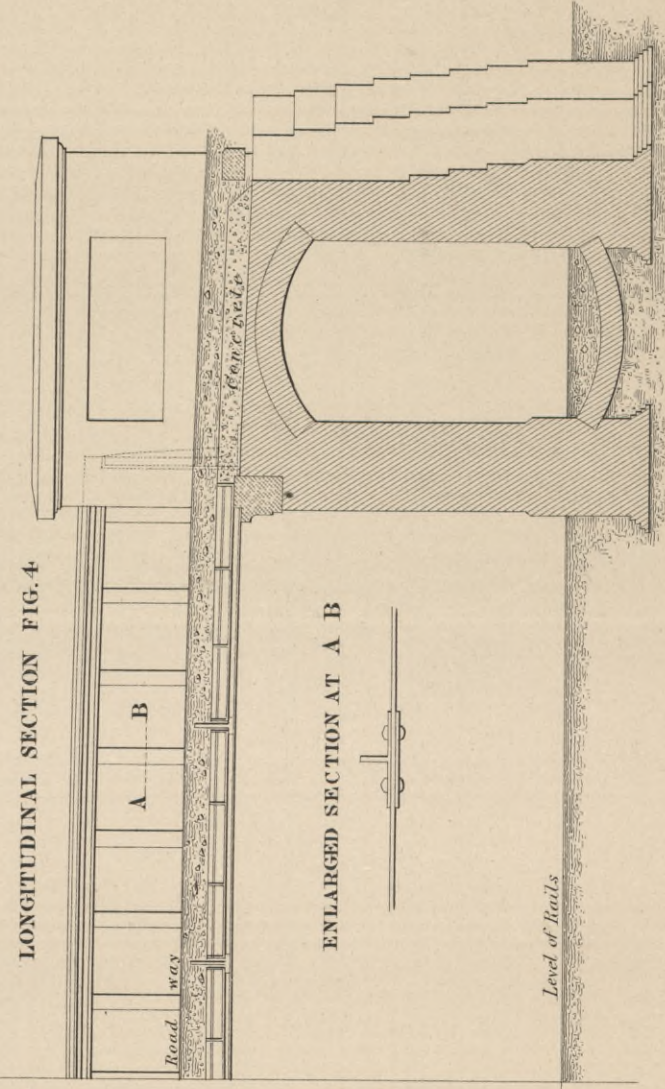 LONGITUDINAL SECTION FIG. 4
A B
Road way
Concrete
ENLARGED SECTION AT A B
Level of Rails